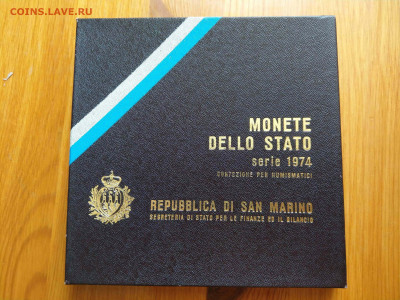 COINS.LAVE.RU
MONETE
DELLO STATO
serie 1974
CONFEZIONE PER NUMISMATICI
REPUBBLICA DI SAN MARINO
SEGRETERIA DI STATO PER LE FINANZE ED IL BILANCIO